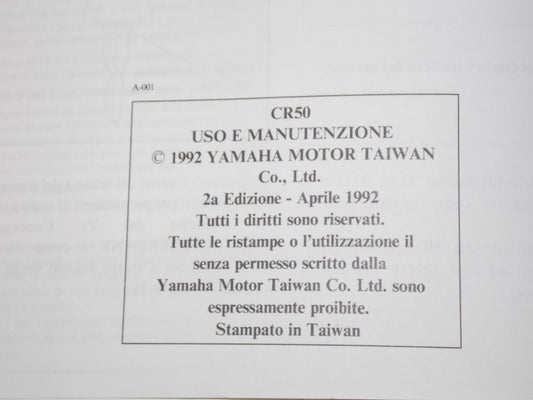 A-001
CR50
USO E MANUTENZIONE
© 1992 YAMAHA MOTOR TAIWAN
Co., Ltd.
2a Edizione - Aprile 1992
Tutti i diritti sono riservati.
Tutte le ristampe o l'utilizzazione il
senza permesso scritto dalla
Yamaha Motor Taiwan Co. Ltd. sono
espressamente proibite.
Stampato in Taiwan